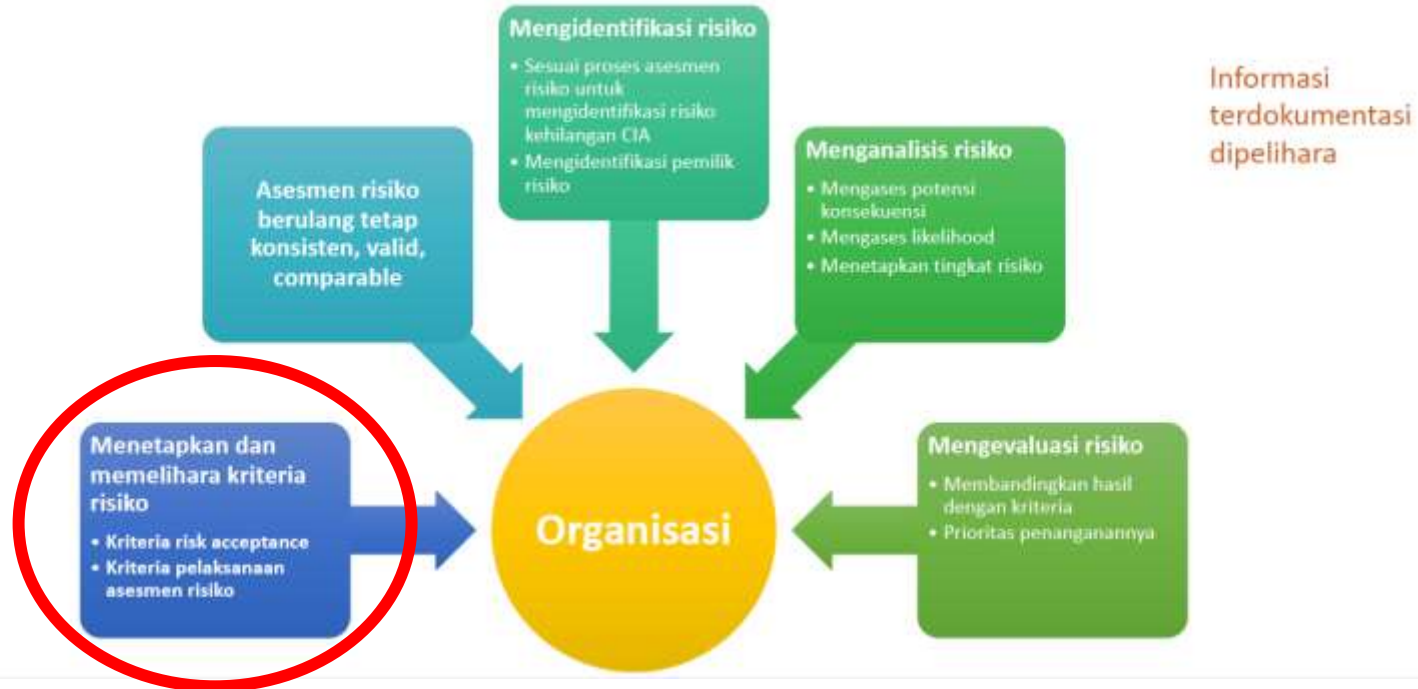 Mengidentifikasi risiko
• Sesuai proses asesmen
risiko untuk
mengidentifikasi risiko
kehilangan CIA
• Mengidentifikasi pemilik
risiko
Informasi
terdokumentasi
dipelihara
Asesmen risiko
berulang tetap
konsisten, valid,
comparable
Menganalisis risiko
• Mengases potensi
konsekuensi
• Mengases likelihood
• Menetapkan tingkat risiko
Menetapkan dan
memelihara kriteria
risiko
• Kriteria risk acceptance
• Kriteria pelaksanaan
asesmen risiko
Organisasi
Mengevaluasi risiko
• Membandingkan hasil
dengan kriteria
• Prioritas penanganannya